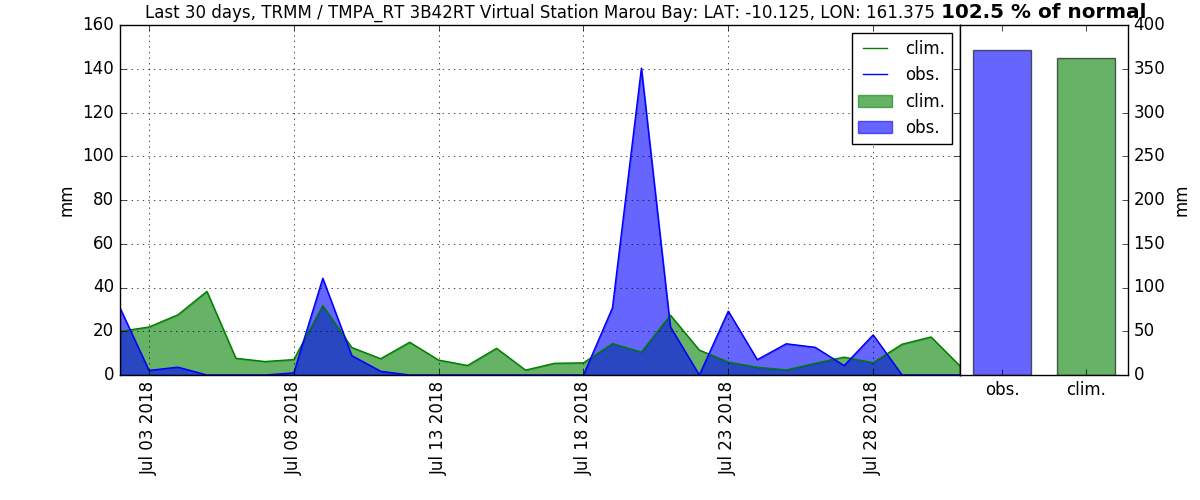 Last 30 days, TRMM / TMPA_RT 3B42RT Virtual Station Marou Bay: LAT: -10.125, LON: 161.375 102.5 % of normal
160
140
120
100
80
60
40
20
0
mm
Jul 03 2018
Jul 08 2018
Jul 13 2018
Jul 18 2018
Jul 23 2018
Jul 28 2018
clim.
obs.
clim.
obs.
400
350
300
250
200
150
100
50
0
mm
obs. clim.